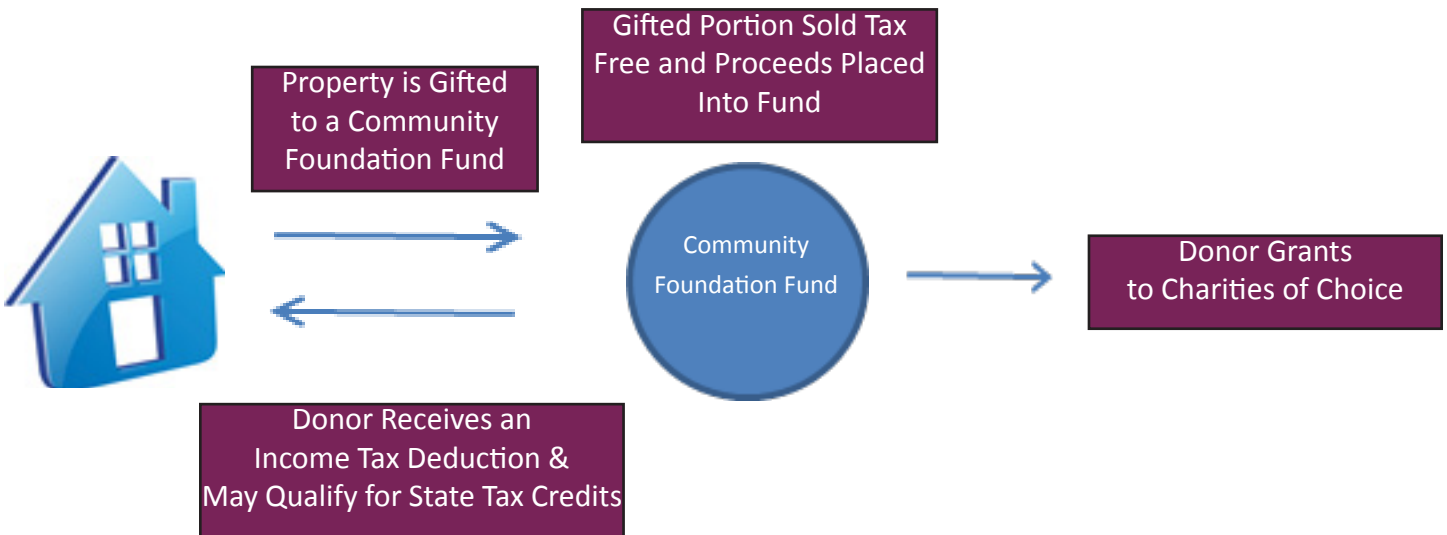 Property is Gifted
to a Community
Foundation Fund
Gifted Portion Sold Tax
Free and Proceeds Placed
Into Fund
Community
Foundation Fund
Donor Grants
to Charities of Choice
Donor Receives an
Income Tax Deduction &
May Qualify for State Tax Credits